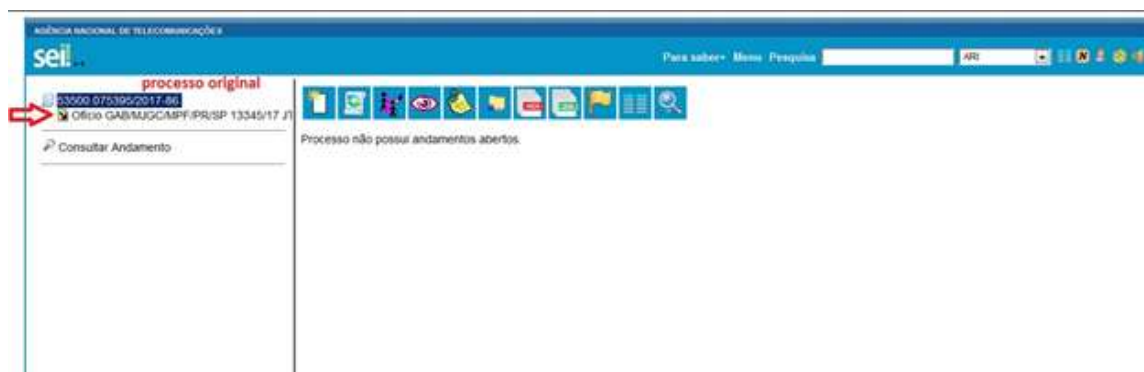 AGÊNCIA NACIONAL DE TELECOMUNICAÇÕES
sei!
Para saber+ Menu Pesquisa
ARI
processo original
53500.075395/2017-86
Ofício GAB/MJGC/MPF/PR/SP 13345/17
Consultar Andamento
Processo não possui andamentos abertos.